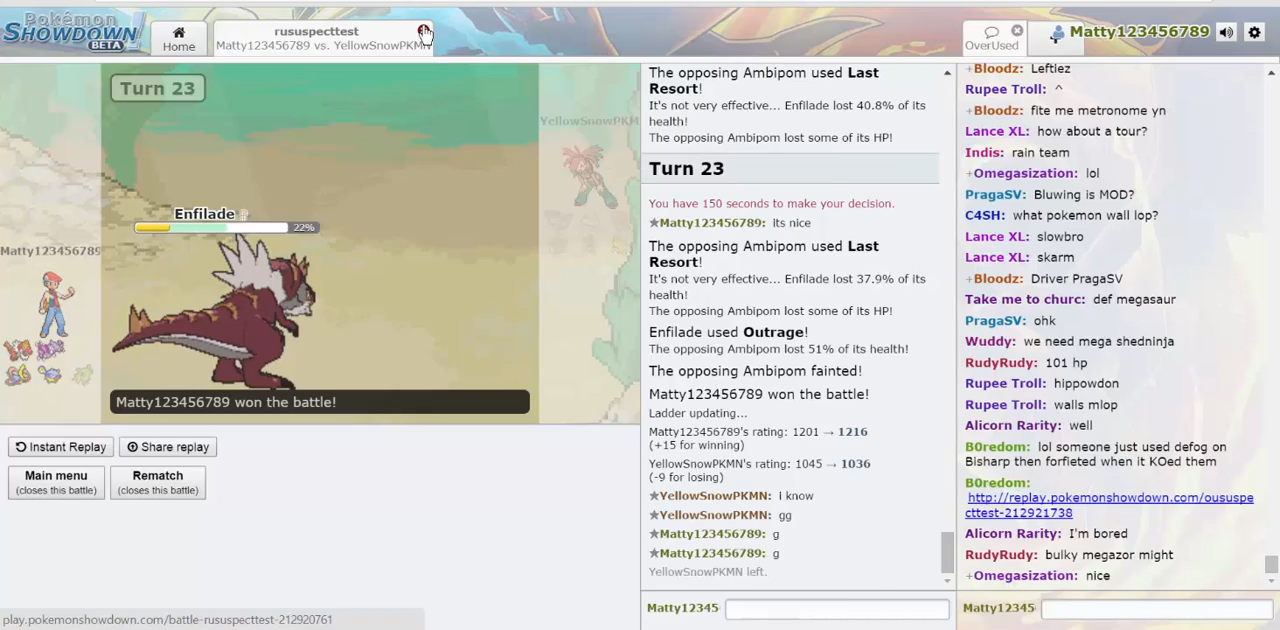 Pokémon
SHOWDOWN!
BETA
Home
rususpecttest
Matty123456789 vs. YellowSnowPKMN
OverUsed
Matty123456789
Turn 23
YellowSnowPKM
Enfilade
22%
Matty123456789
Matty123456789 won the battle!
Instant Replay
Share replay
Main menu
(closes this battle)
Rematch
(closes this battle)
play.pokemonshowdown.com/battle-rususpecttest-212920761
The opposing Ambipom used Last
Resort!
It's not very effective... Enfilade lost 40.8% of its
health!
The opposing Ambipom lost some of its HP!
Turn 23
You have 150 seconds to make your decision.
★Matty123456789: its nice
The opposing Ambipom used Last
Resort!
It's not very effective... Enfilade lost 37.9% of its
health!
The opposing Ambipom lost some of its HP!
Enfilade used Outrage!
The opposing Ambipom lost 51% of its health!
The opposing Ambipom fainted!
Matty123456789 won the battle!
Ladder updating...
Matty123456789's rating: 1201 → 1216
(+15 for winning)
YellowSnowPKMN's rating: 1045 → 1036
(-9 for losing)
★YellowSnowPKMN: i know
★YellowSnowPKMN: gg
★Matty123456789: g
★Matty123456789: g
YellowSnowPKMN left.
Matty12345
+Bloodz: Leftiez
Rupee Troll: ^
+Bloodz: fite me metronome yn
Lance XL: how about a tour?
Indis: rain team
+Omegasization: lol
PragaSV: Bluwing is MOD?
C4SH: what pokemon wall lop?
Lance XL: slowbro
Lance XL: skarm
+Bloodz: Driver PragaSV
Take me to churc: def megasaur
PragaSV: ohk
Wuddy: we need mega shedninja
RudyRudy: 101 hp
Rupee Troll: hippowdon
Rupee Troll: walls mlop
Alicorn Rarity: well
B0redom: lol someone just used defog on
Bisharp then forfieted when it KOed them
B0redom:
http://replay.pokemonshowdown.com/oususpe
cttest-212921738
Alicorn Rarity: I'm bored
RudyRudy: bulky megazor might
+Omegasization: nice
Matty12345